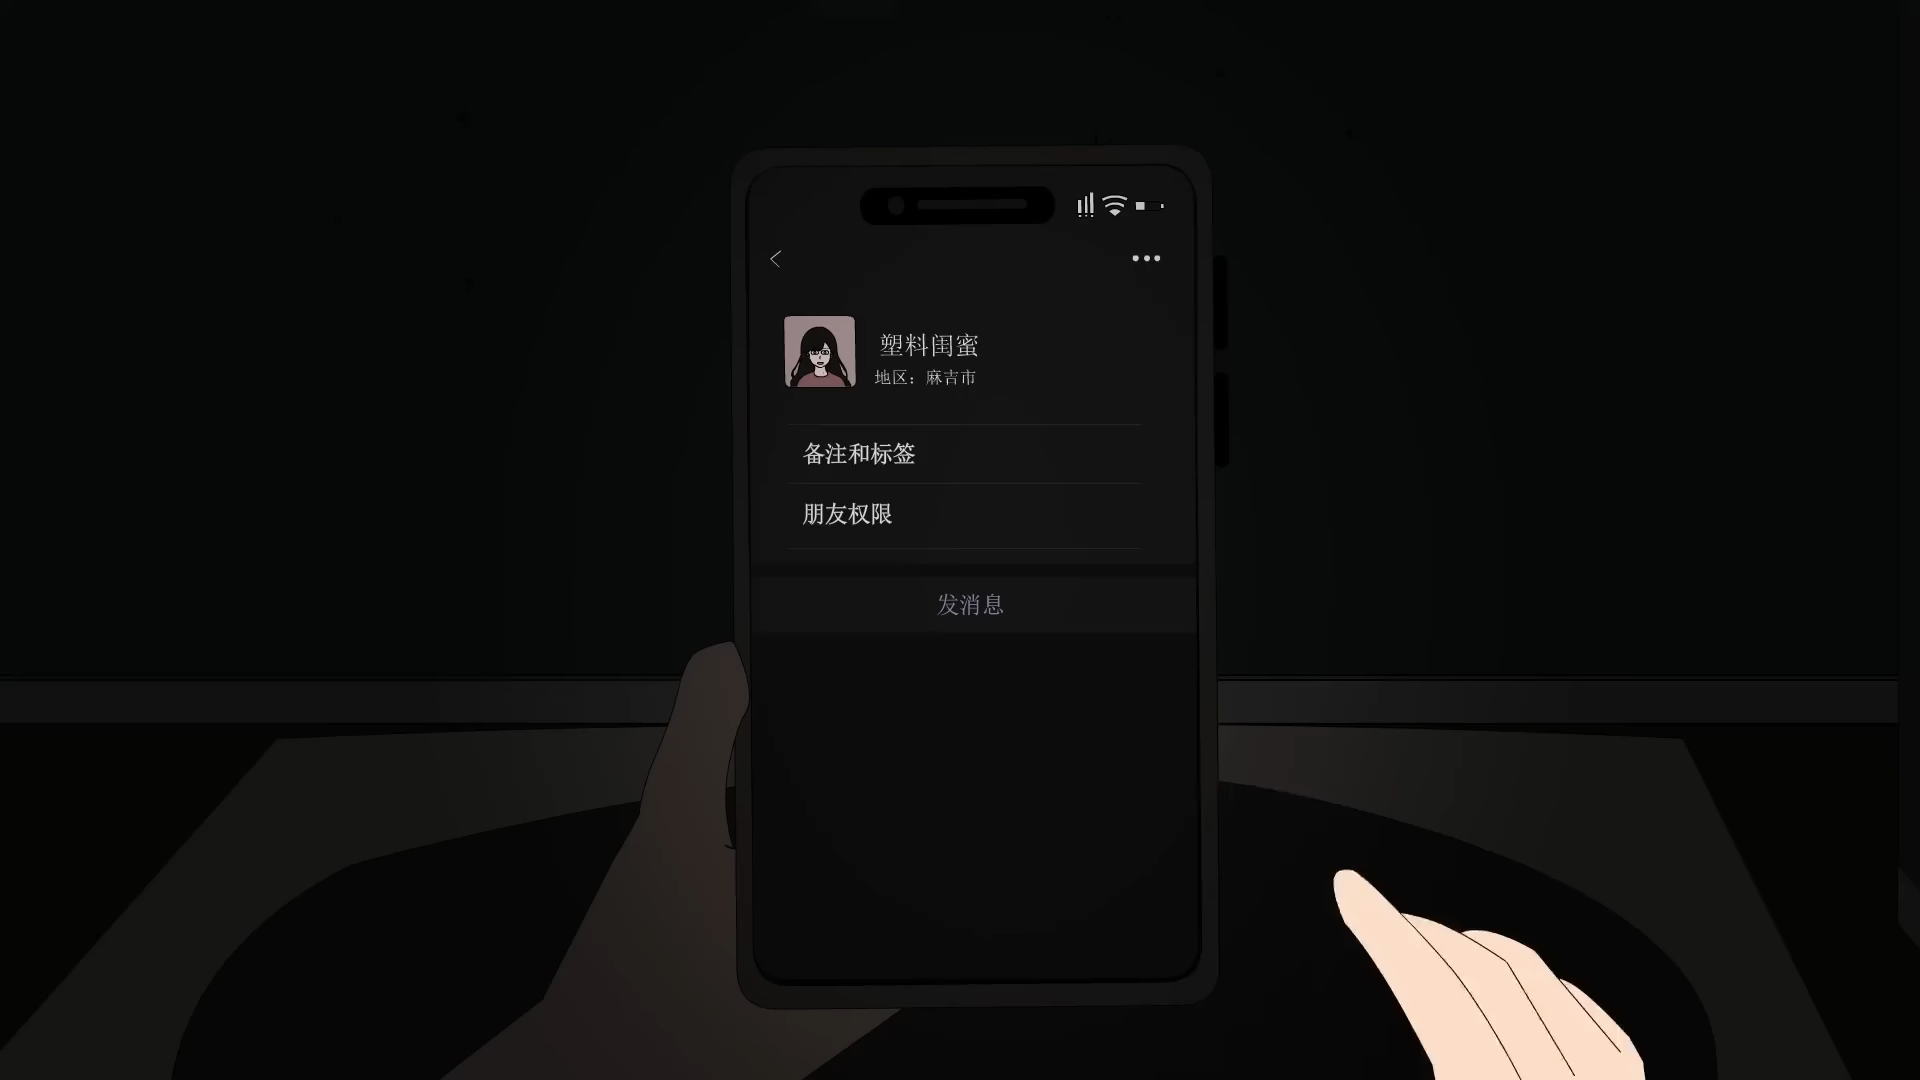 塑料闺蜜
地区：麻吉市
备注和标签
朋友权限
发消息